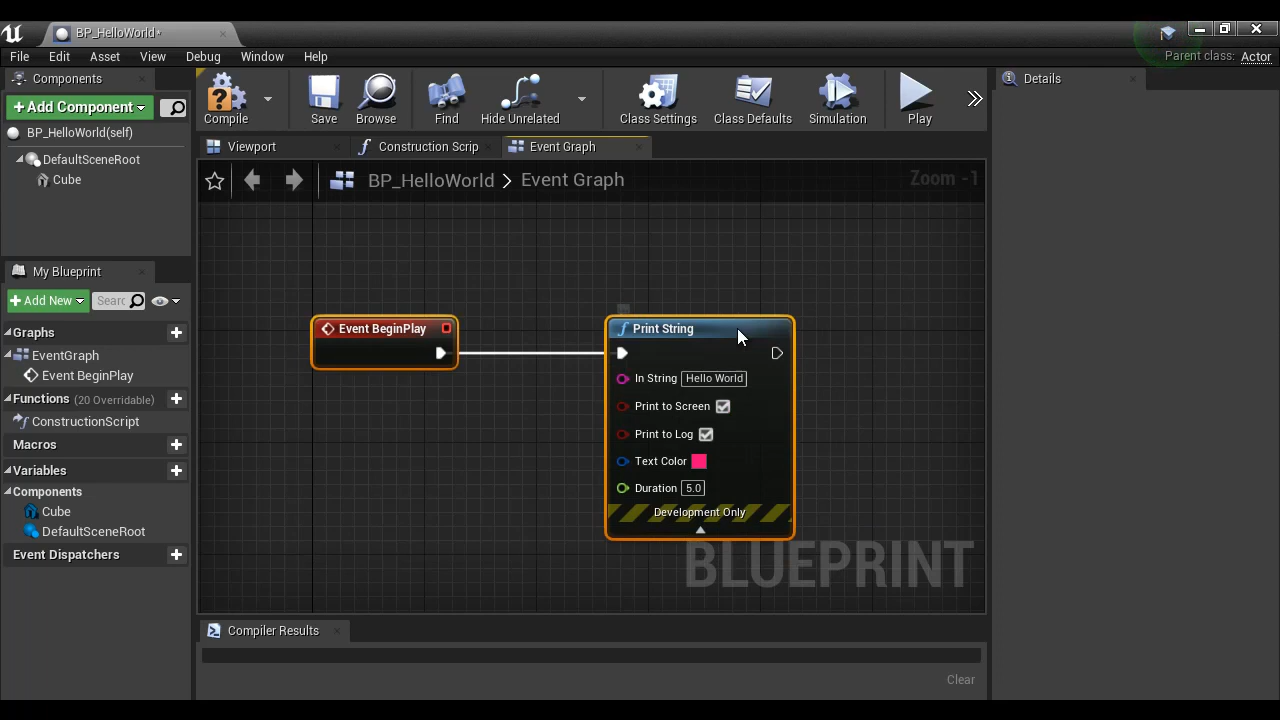 BP_HelloWorld*
File Edit Asset View Debug Window Help
Parent class: Actor
Components
+Add Component
BP_HelloWorld(self)
DefaultSceneRoot
Cube
My Blueprint
+Add New
Searc
Graphs
EventGraph
Event BeginPlay
Functions (20 Overridable)
ConstructionScript
Macros
Variables
Components
Cube
DefaultSceneRoot
Event Dispatchers
Compile Save Browse Find Hide Unrelated Class Settings Class Defaults Simulation Play
Viewport Construction Scrip Event Graph
BP_HelloWorld > Event Graph
Zoom -1
Event BeginPlay
Print String
In String Hello World
Print to Screen
Print to Log
Text Color
Duration 5.0
Development Only
BLUEPRINT
Compiler Results
Clear
Details